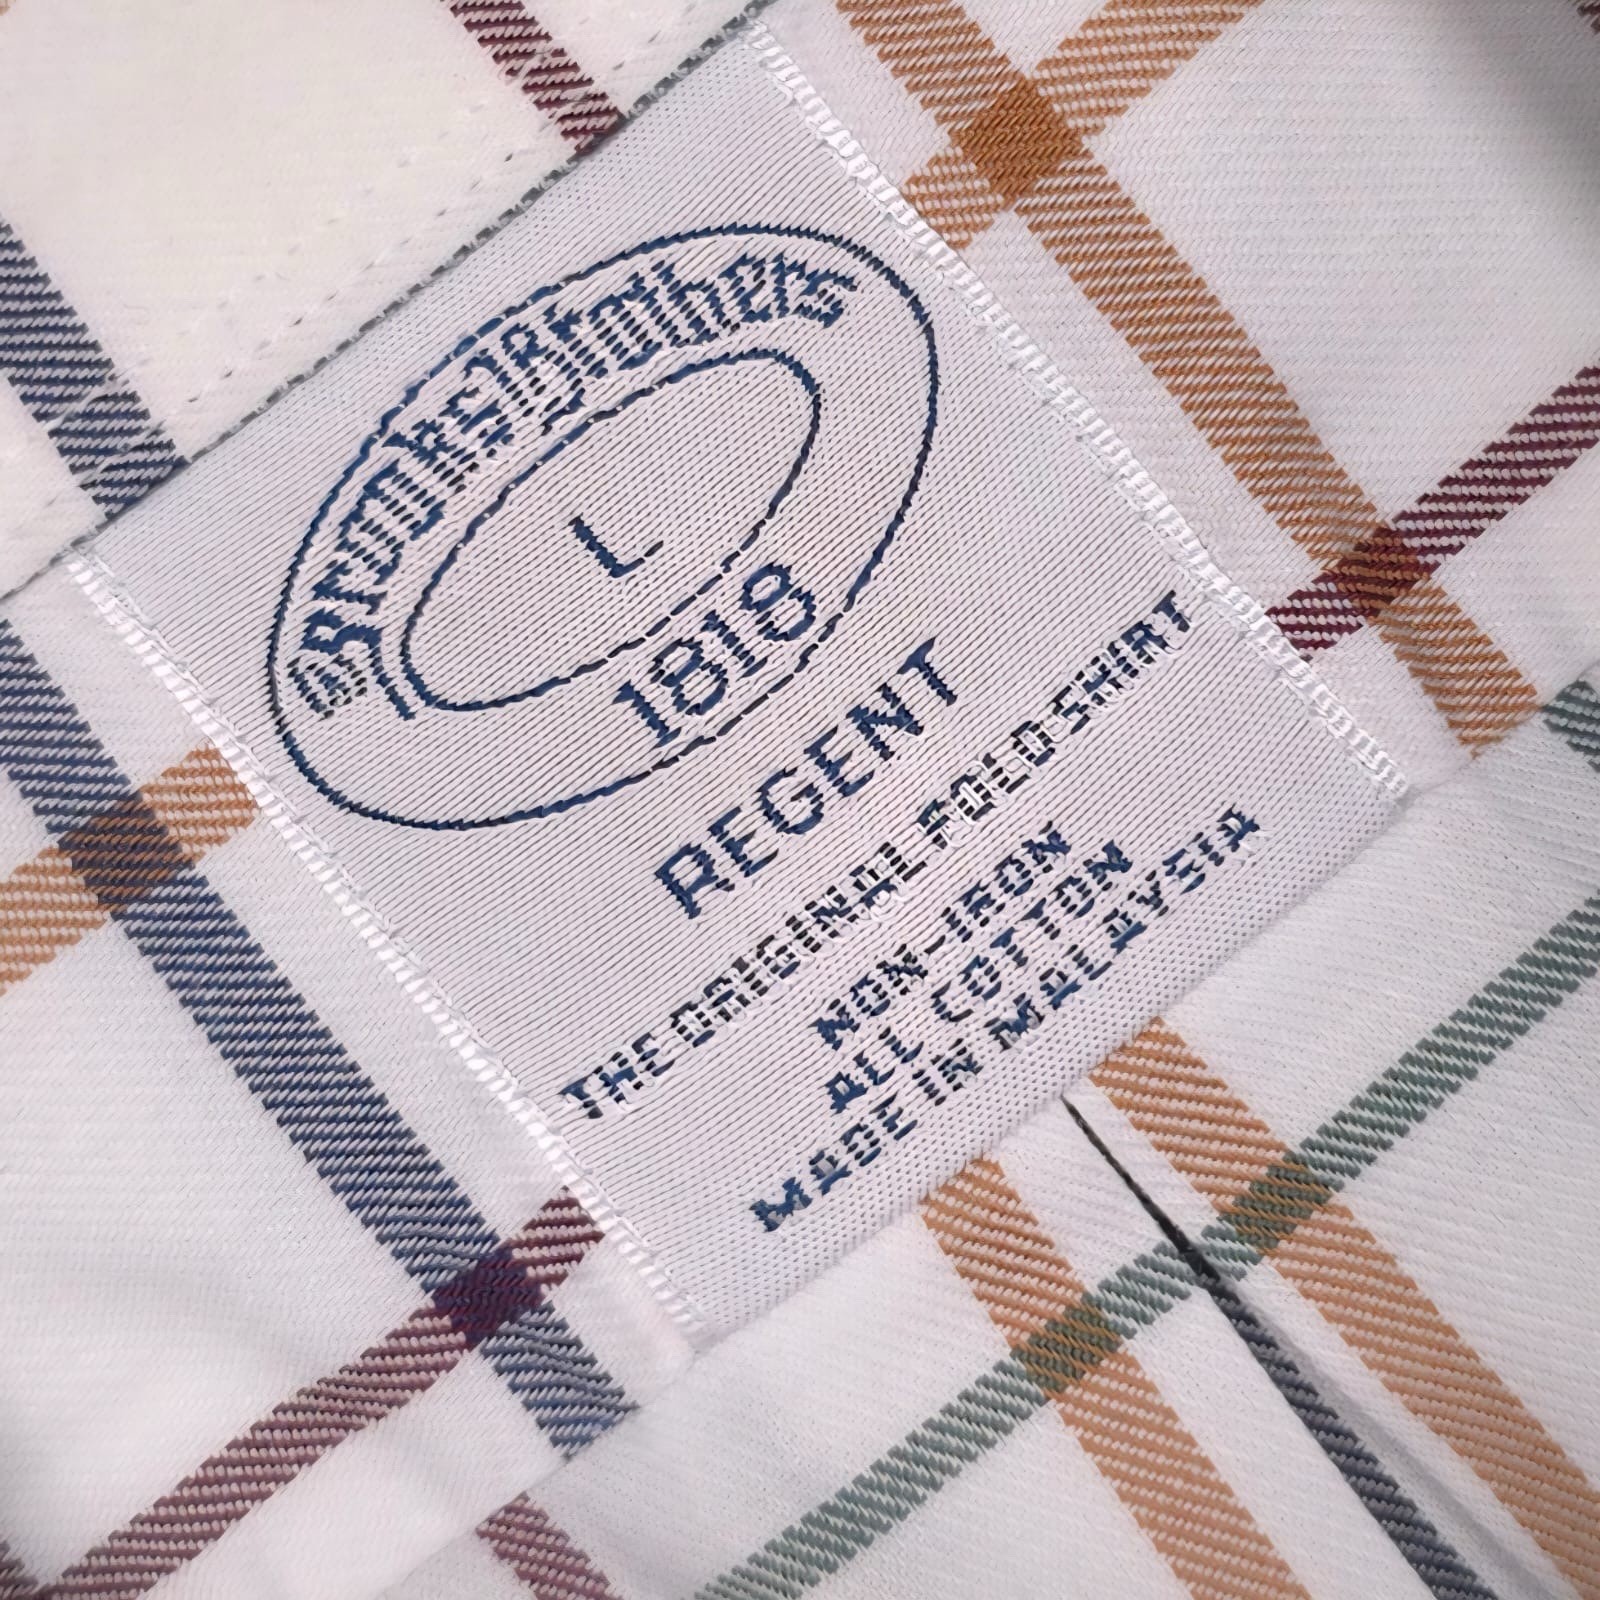 Brooks Brothers
L
1818
REGENT
THE ORIGINAL POLO SHIRT
NON-IRON
ALL COTTON
MADE IN MALAYSIA